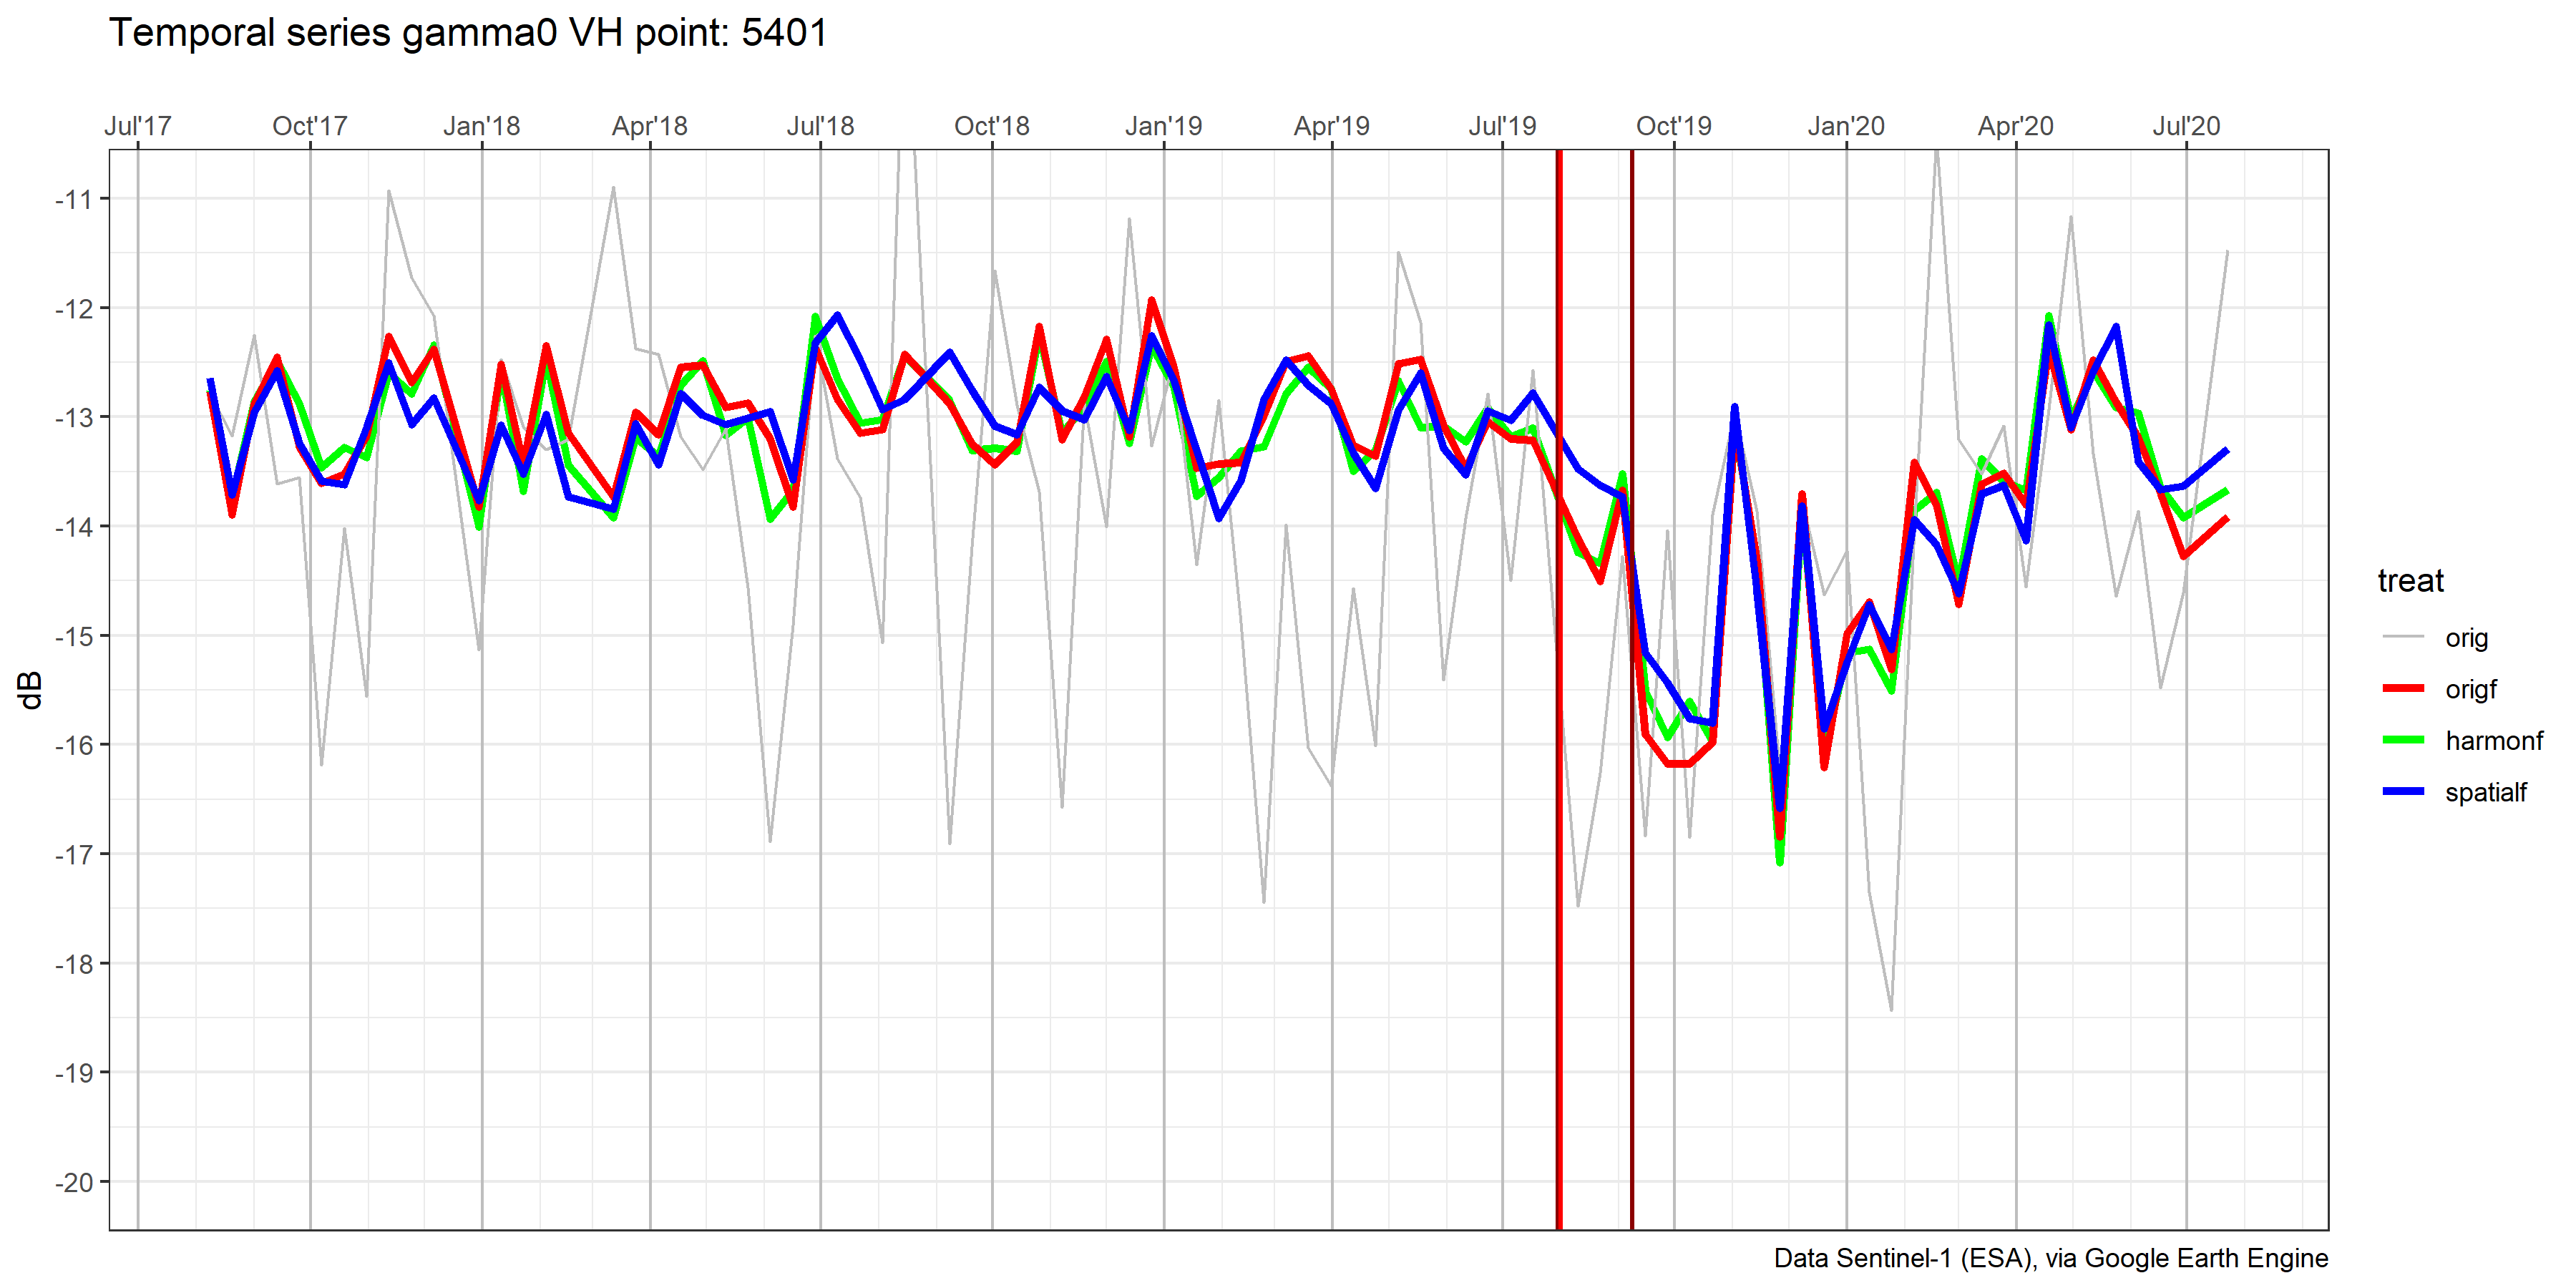 Temporal series gamma0 VH point: 5401
Jul'17 Oct'17 Jan'18 Apr'18 Jul'18 Oct'18 Jan'19 Apr'19 Jul'19 Oct'19 Jan'20 Apr'20 Jul'20
-11
-12
-13
-14
-15
-16
-17
-18
-19
-20
dB
treat
orig
origf
harmonf
spatialf
Data Sentinel-1 (ESA), via Google Earth Engine